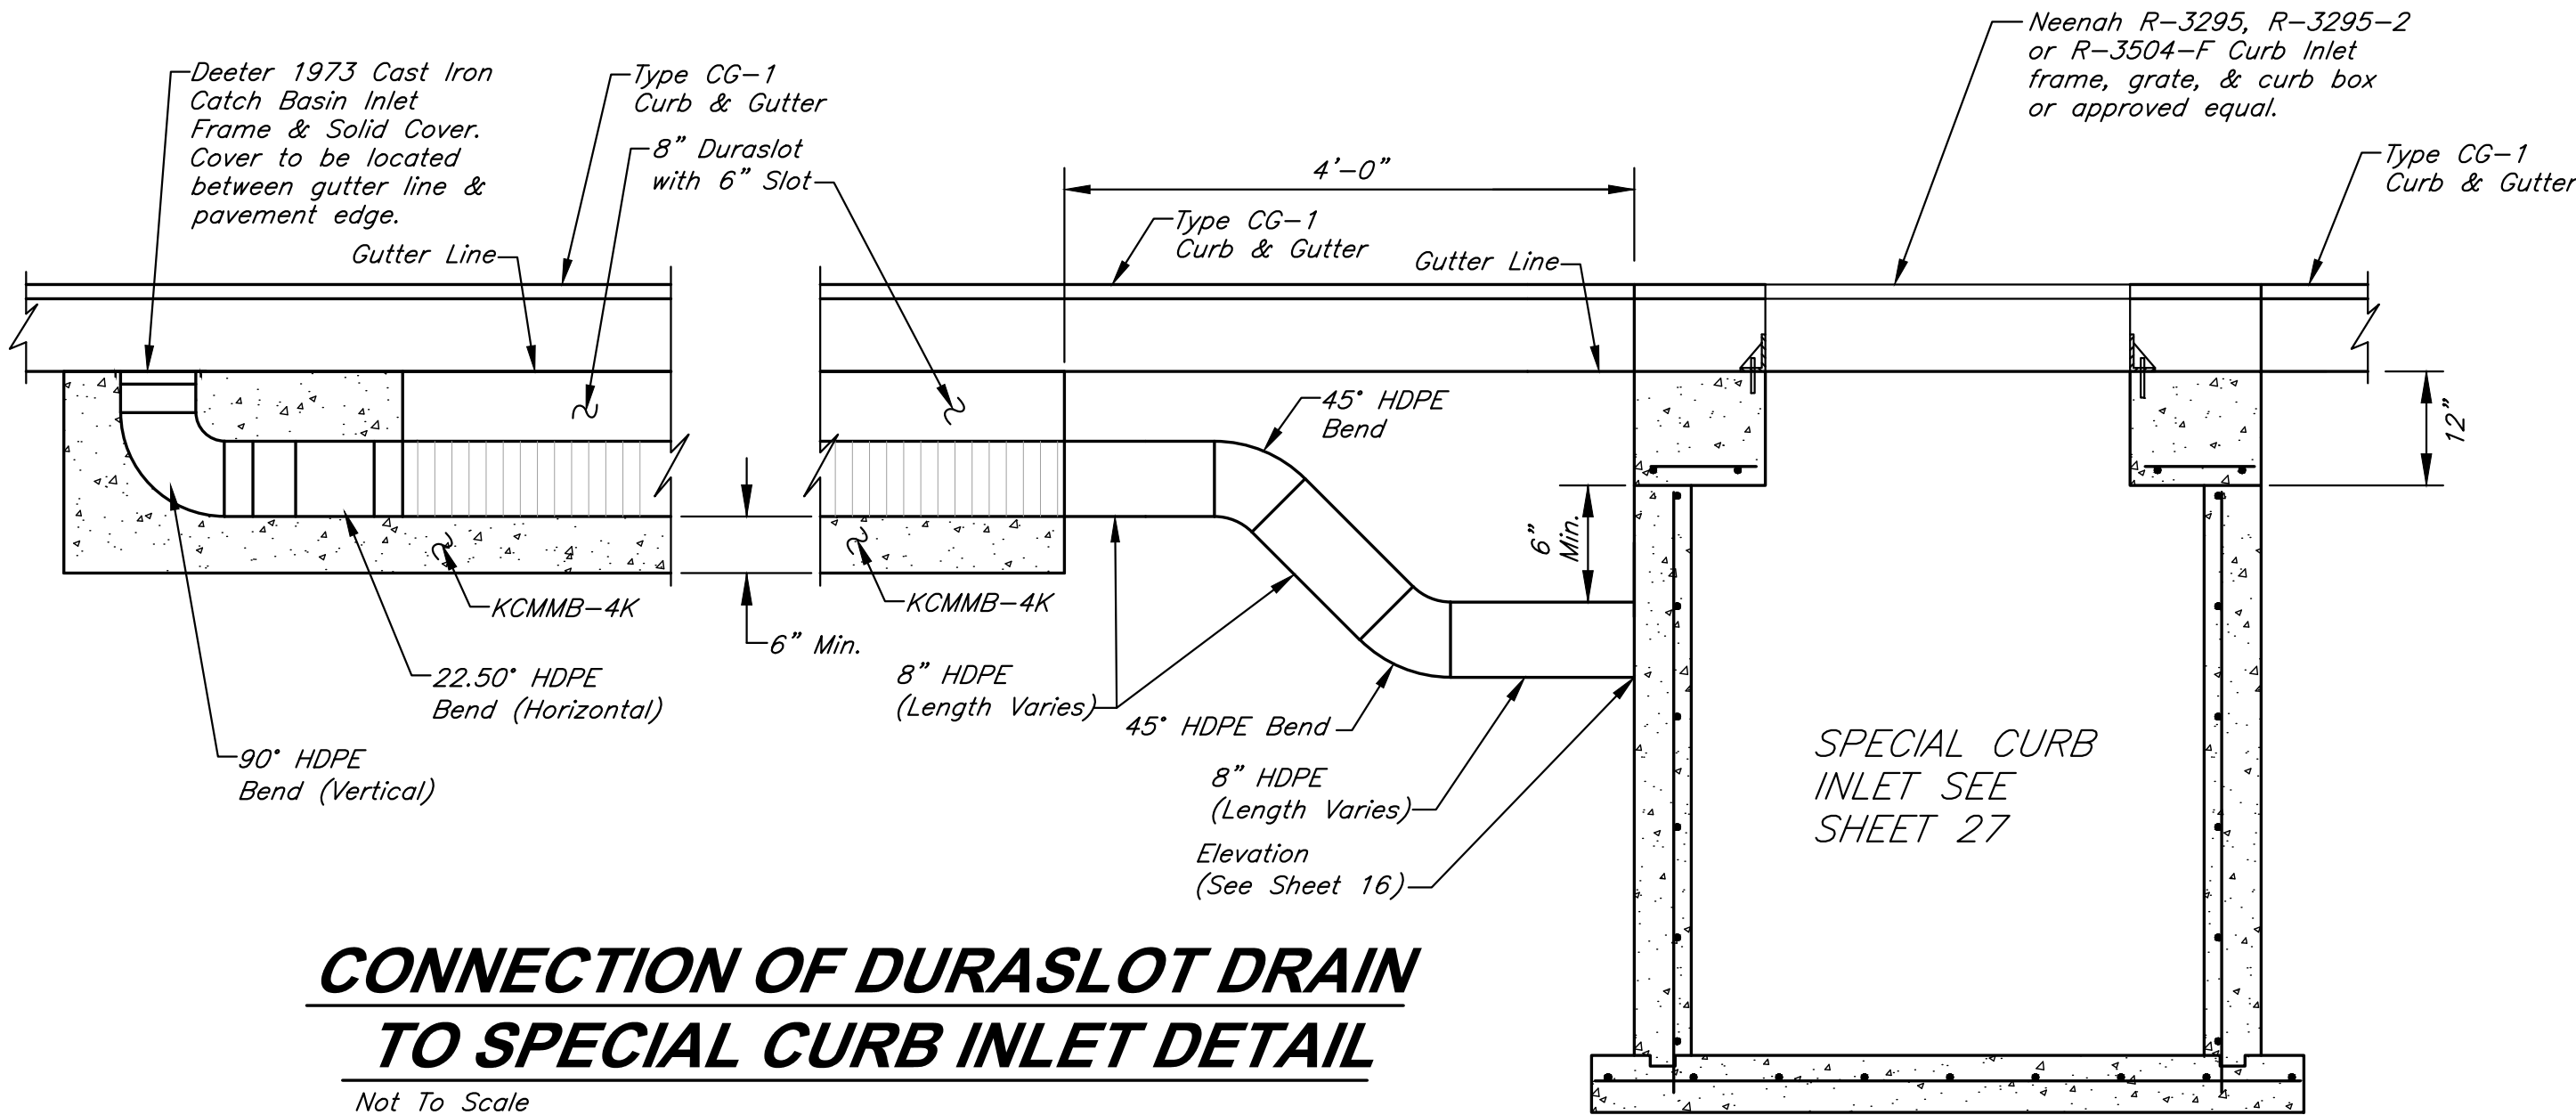 Deeter 1973 Cast Iron
Catch Basin Inlet
Frame & Solid Cover.
Cover to be located
between gutter line &
pavement edge.
Type CG-1
Curb & Gutter
8" Duraslot
with 6" Slot
Gutter Line
4'-0"
Type CG-1
Curb & Gutter
Gutter Line
Neenah R-3295, R-3295-2
or R-3504-F Curb Inlet
frame, grate, & curb box
or approved equal.
Type CG-1
Curb & Gutter
45° HDPE
Bend
12"
6"
Min.
KCMMB-4K
KCMMB-4K
6" Min.
22.50° HDPE
Bend (Horizontal)
8" HDPE
(Length Varies)
45° HDPE Bend
90° HDPE
Bend (Vertical)
8" HDPE
(Length Varies)
Elevation
(See Sheet 16)
SPECIAL CURB
INLET SEE
SHEET 27
CONNECTION OF DURASLOT DRAIN
TO SPECIAL CURB INLET DETAIL
Not To Scale